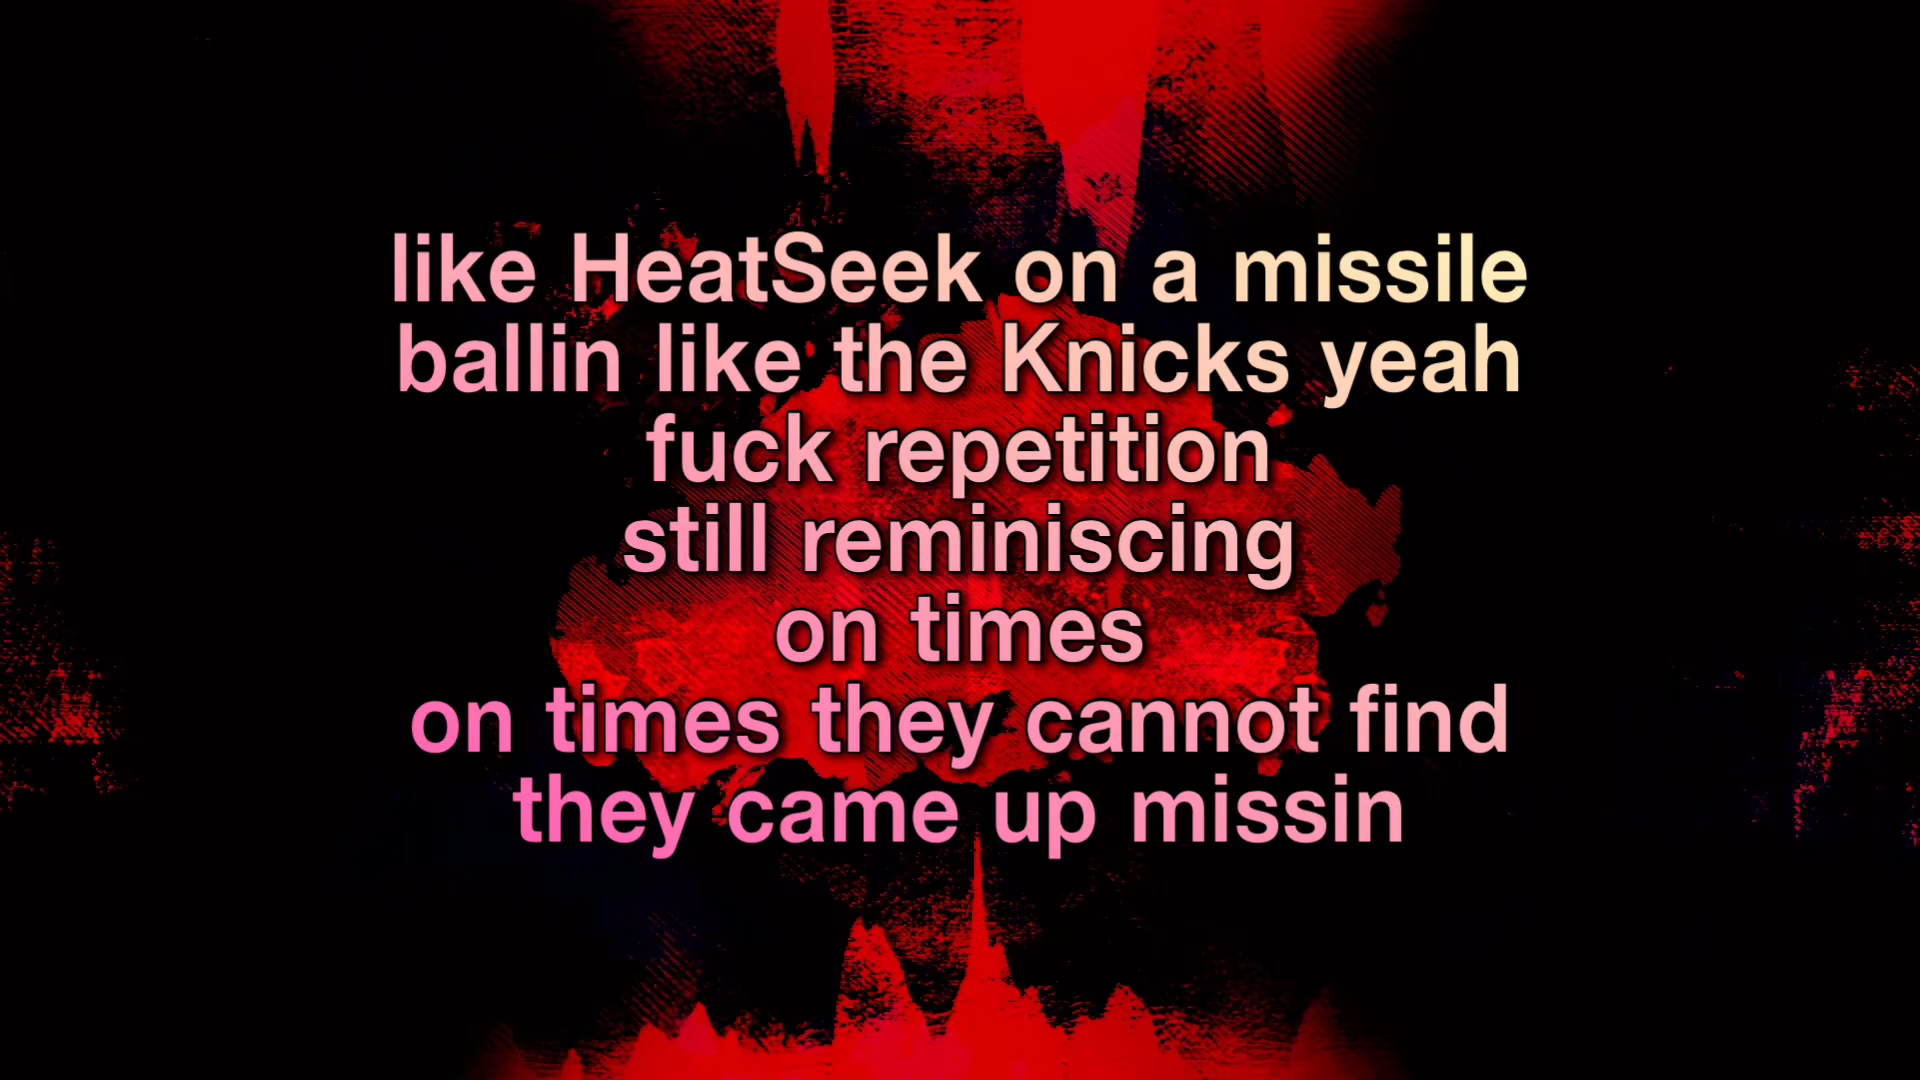 like HeatSeek on a missile
ballin like the Knicks yeah
fuck repetition
still reminiscing
on times
on times they cannot find
they came up missin